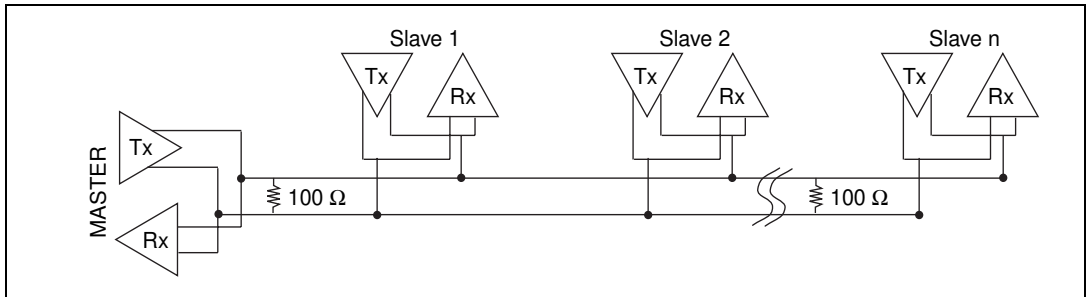 Slave 1
Slave 2
Slave n
Tx
Rx
Tx
Rx
Tx
Rx
MASTER
Tx
Rx
100 Ω
100 Ω